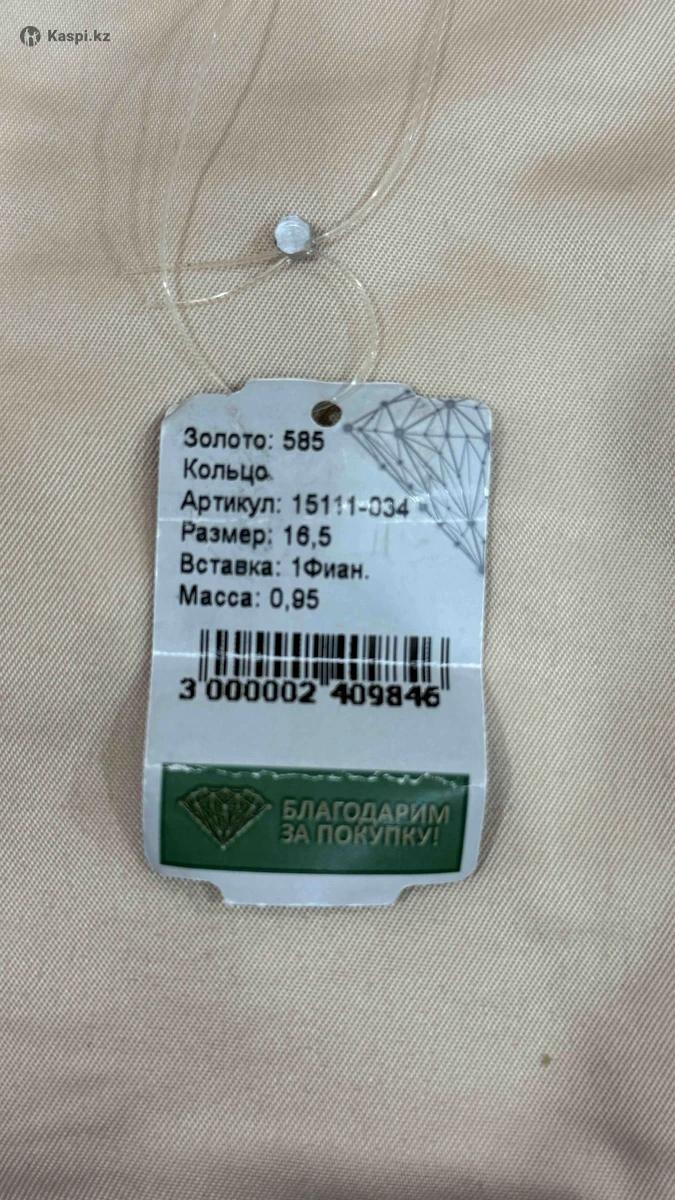 Kaspi.kz
Золото: 585
Кольцо
Артикул: 15111-034
Размер: 16,5
Вставка: 1Фиан.
Масса: 0,95
3 000002 409846
БЛАГОДАРИМ
ЗА ПОКУПКУ!